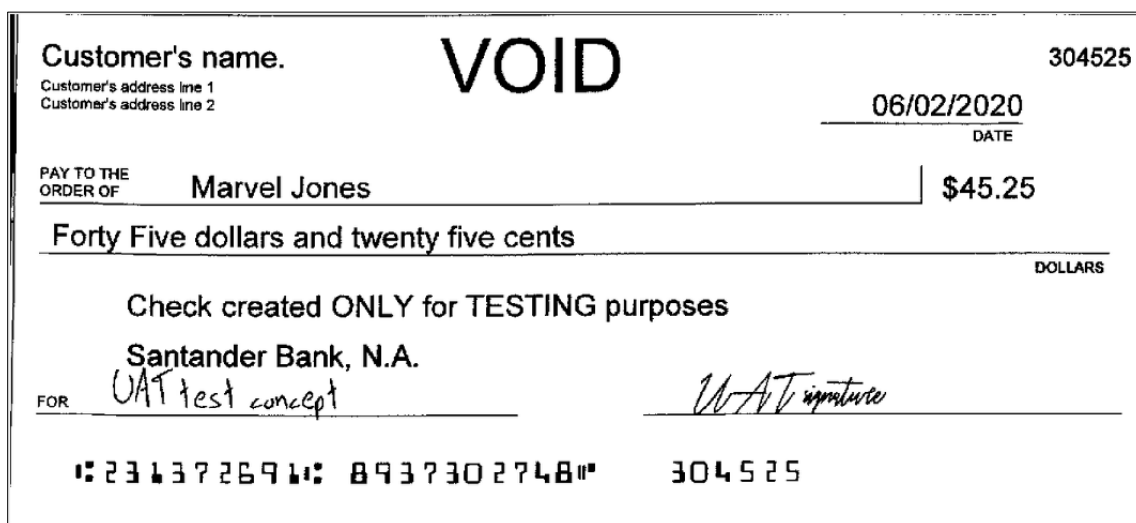 Customer's name.
VOID
304525
Customer's address line 1
Customer's address line 2
06/02/2020
DATE
PAY TO THE
ORDER OF
Marvel Jones
$45.25
Forty Five dollars and twenty five cents
DOLLARS
Check created ONLY for TESTING purposes
Santander Bank, N.A.
FOR UAT test concept
UAT signature
⑆231372691⑆ 8937302748⑈ 304525